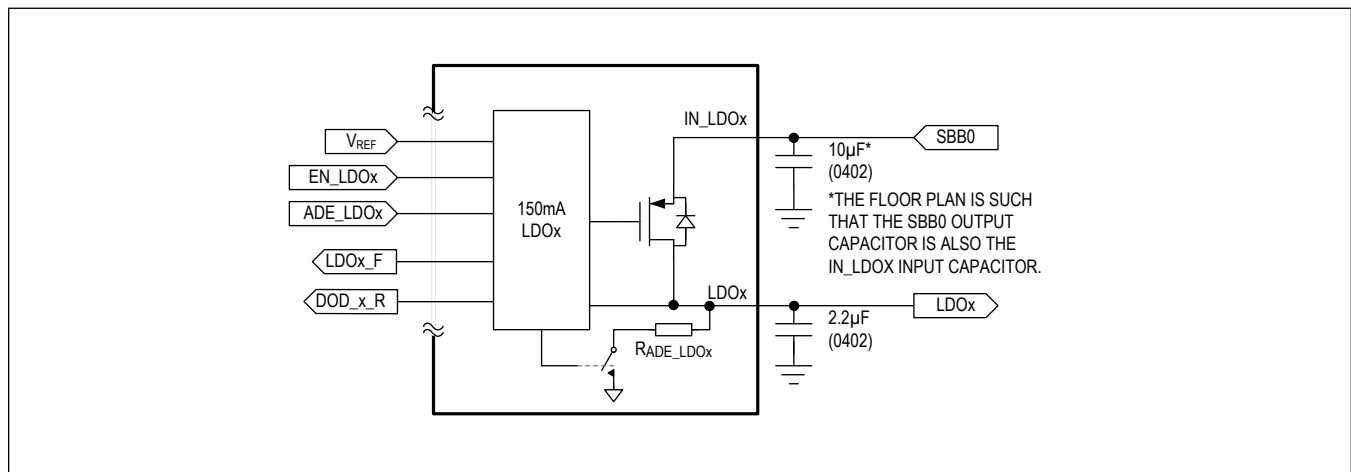 V_REF
EN_LDOx
ADE_LDOx
LDOx_F
DOD_x_R
150mA
LDOx
IN_LDOx
SBB0
10µF*
(0402)
*THE FLOOR PLAN IS SUCH
THAT THE SBB0 OUTPUT
CAPACITOR IS ALSO THE
IN_LDOX INPUT CAPACITOR.
LDOx
LDOx
2.2µF
(0402)
RADE_LDOx